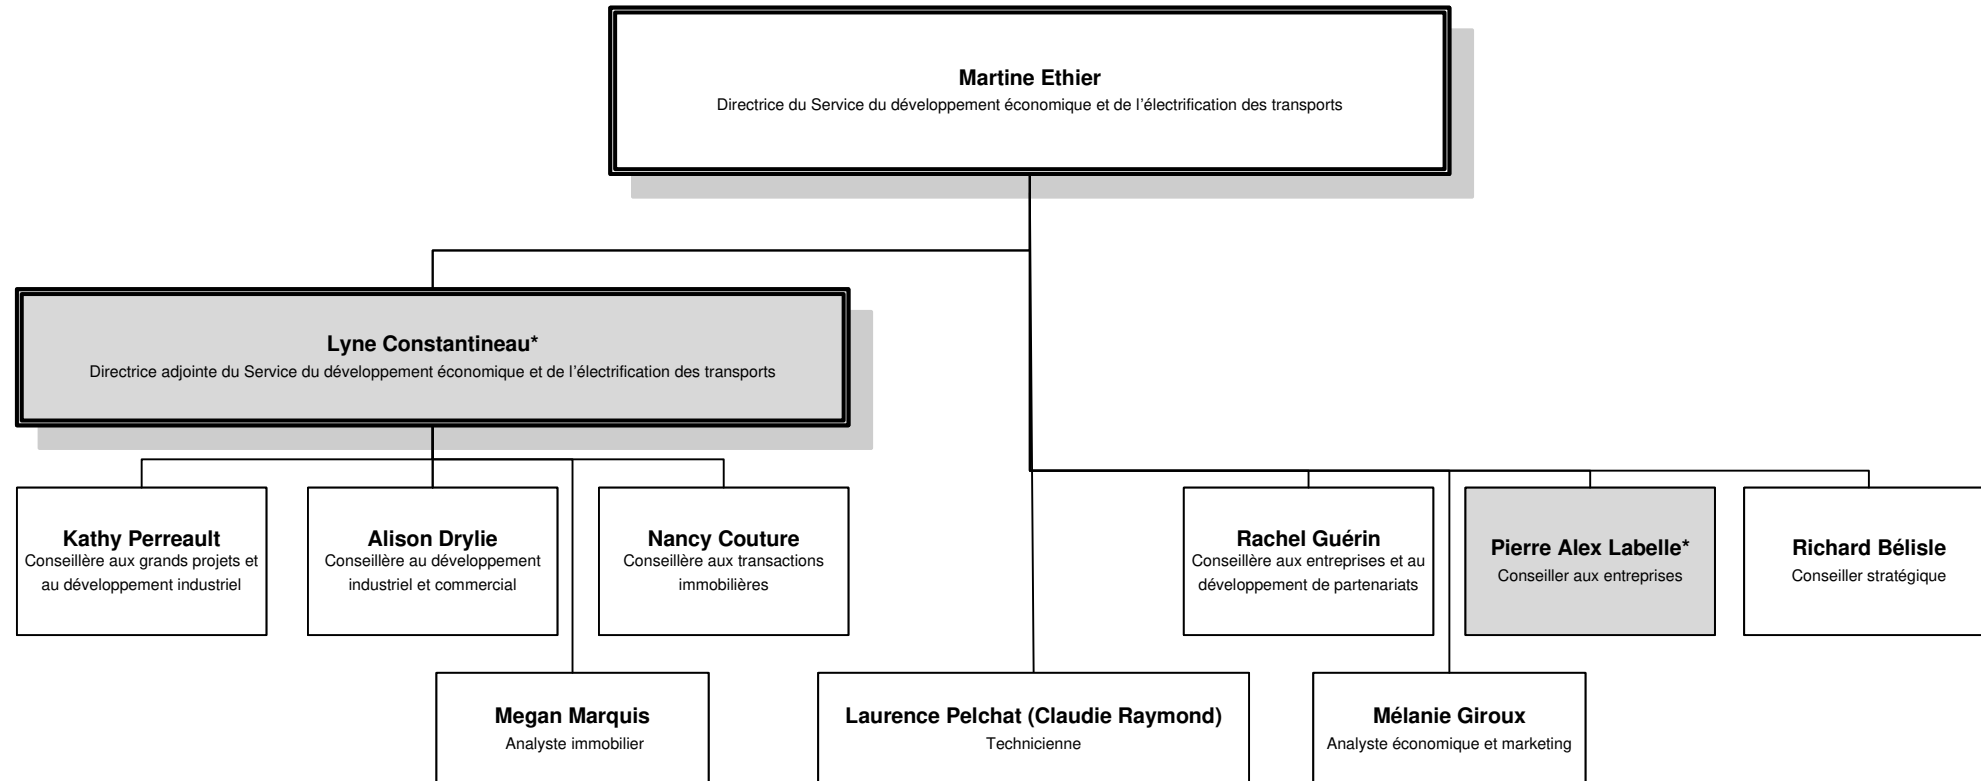 Martine Ethier
Directrice du Service du développement économique et de l'électrification des transports
Lyne Constantineau*
Directrice adjointe du Service du développement économique et de l'électrification des transports
Kathy Perreault
Conseillère aux grands projets et
au développement industriel
Alison Drylie
Conseillère au développement
industriel et commercial
Nancy Couture
Conseillère aux transactions
immobilières
Rachel Guérin
Conseillère aux entreprises et au
développement de partenariats
Pierre Alex Labelle*
Conseiller aux entreprises
Richard Bélisle
Conseiller stratégique
Megan Marquis
Analyste immobilier
Laurence Pelchat (Claudie Raymond)
Technicienne
Mélanie Giroux
Analyste économique et marketing